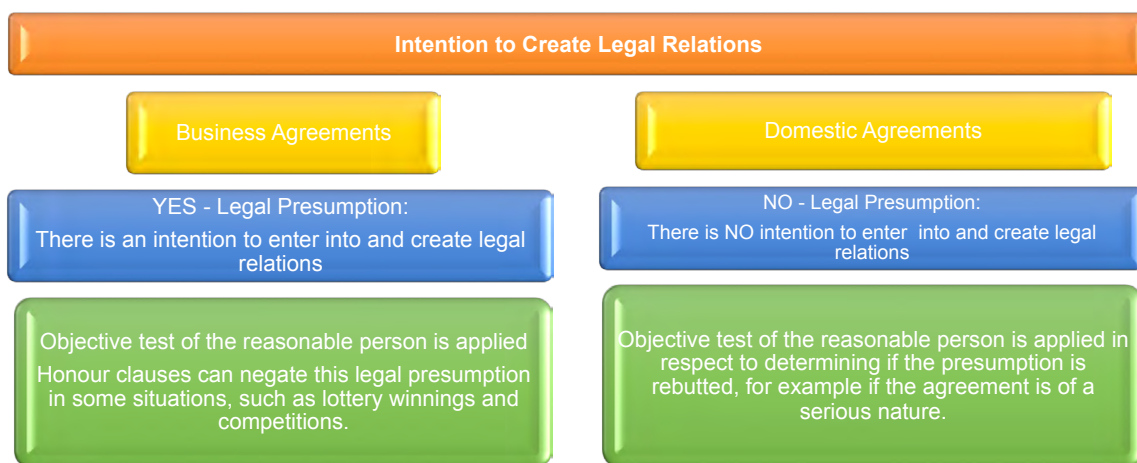 Intention to Create Legal Relations
Business Agreements
Domestic Agreements
YES - Legal Presumption:
There is an intention to enter into and create legal
relations
NO - Legal Presumption:
There is NO intention to enter into and create legal
relations
Objective test of the reasonable person is applied
Honour clauses can negate this legal presumption
in some situations, such as lottery winnings and
competitions.
Objective test of the reasonable person is applied in
respect to determining if the presumption is
rebutted, for example if the agreement is of a
serious nature.